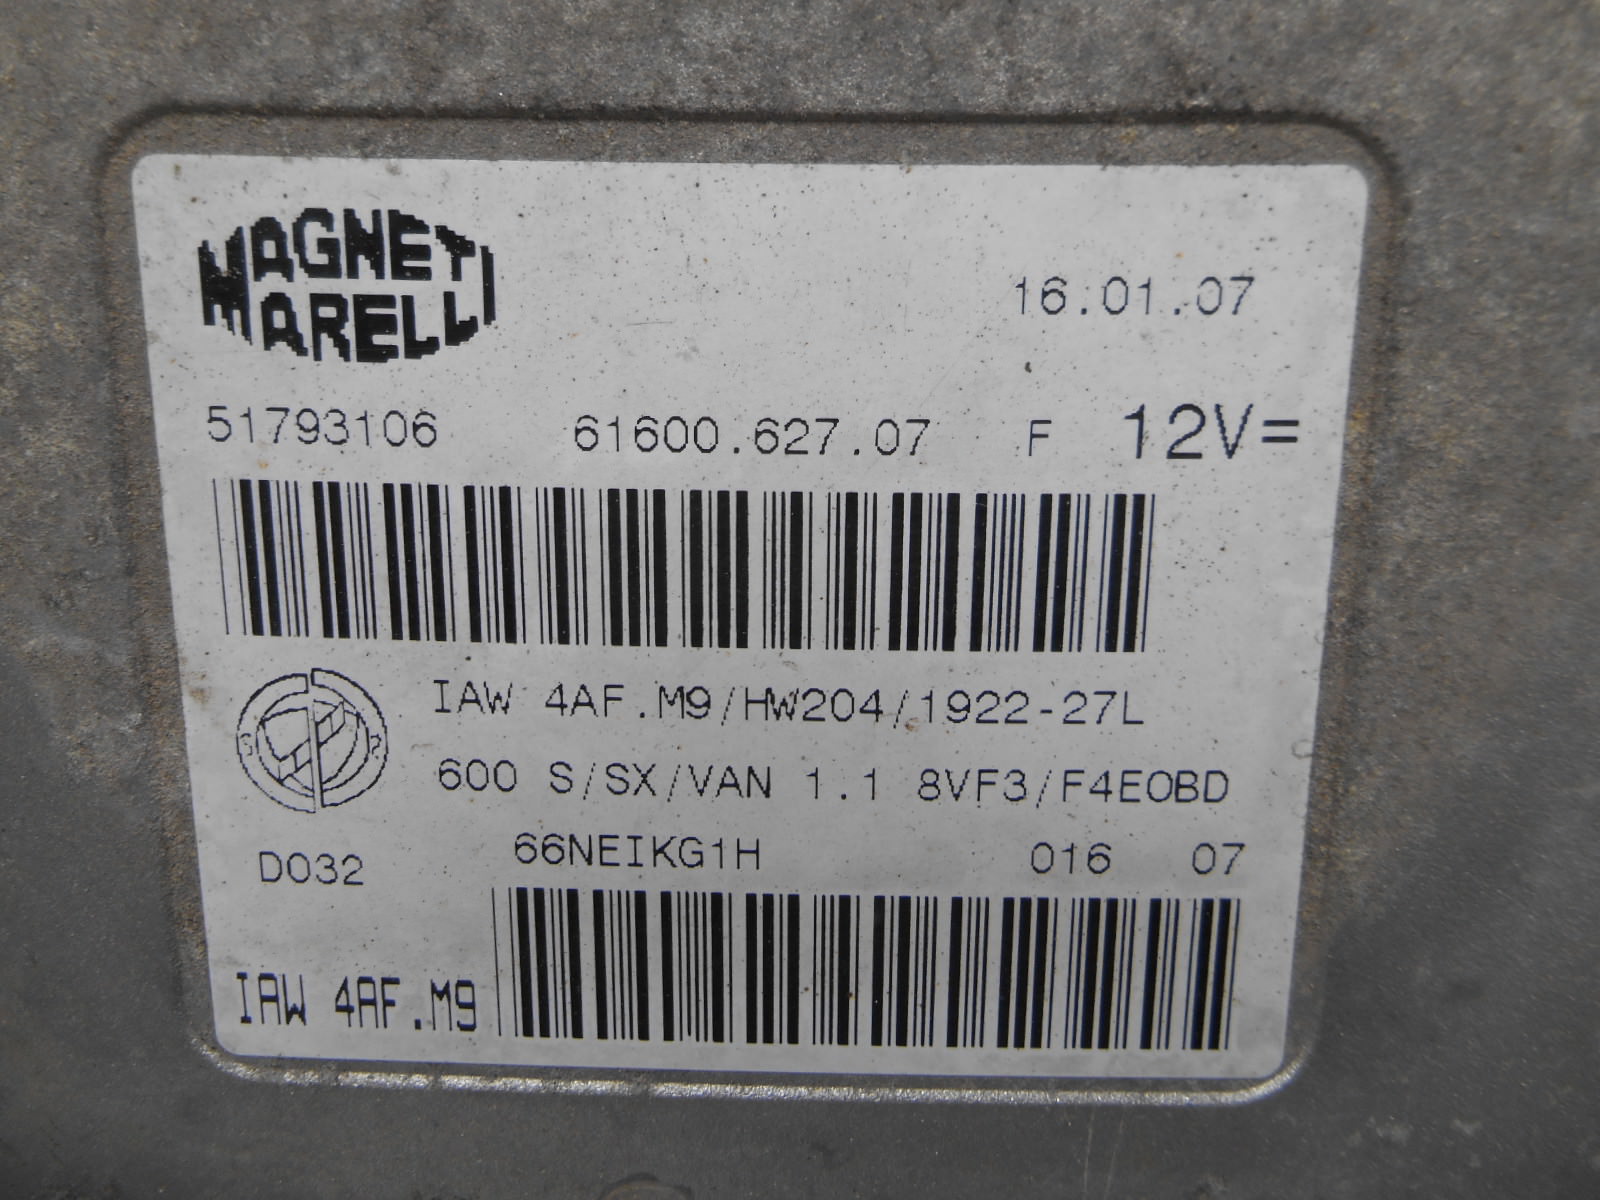 MAGNETI
MARELLI
16.01.07
51793106 61600.627.07 F 12V=
IAW 4AF.M9/HW204/1922-27L
600 S/SX/VAN 1.1 8VF3/F4EOBD
D032 66NEIKG1H 016 07
IAW 4AF.M9